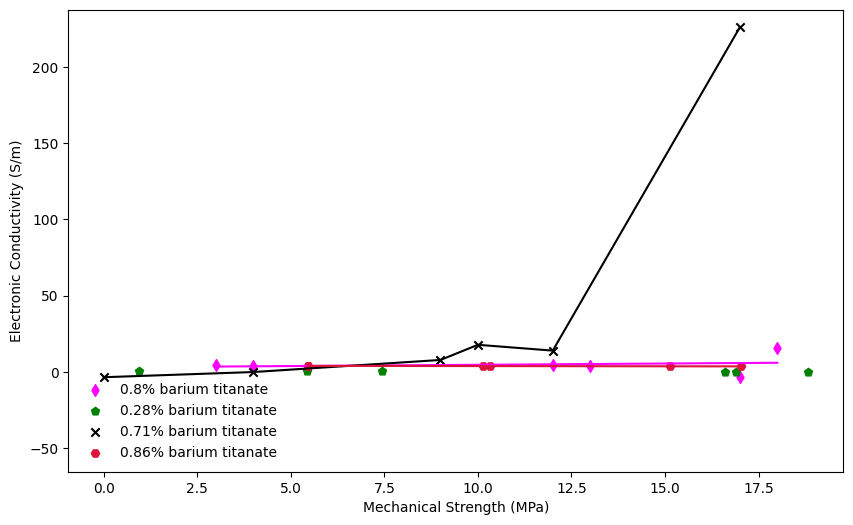 200
150
100
50
0
−50
Electronic Conductivity (S/m)
0.8% barium titanate
0.28% barium titanate
0.71% barium titanate
0.86% barium titanate
0.0 2.5 5.0 7.5 10.0 12.5 15.0 17.5
Mechanical Strength (MPa)